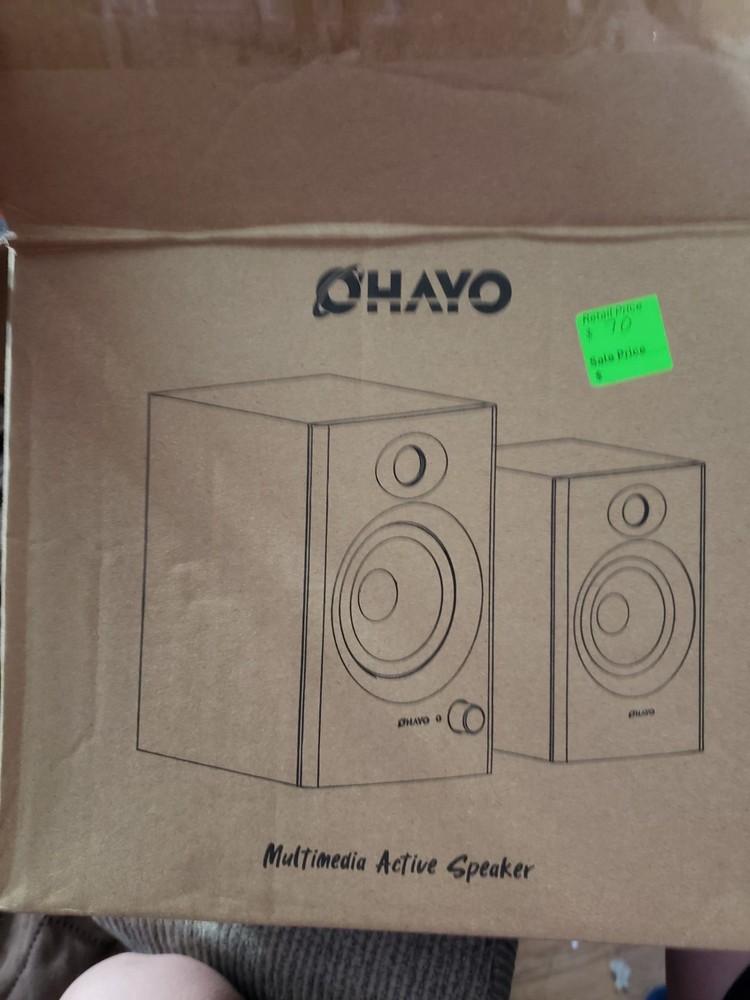 OHAYO
Retail Price
$ 70
Sale Price
$
OHAYO
OHAYO
Multimedia Active Speaker